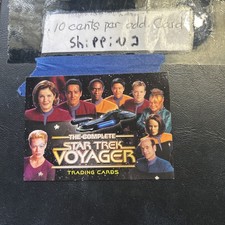 .10 cents per add. Card
Shipping
THE COMPLETE
STAR TREK
VOYAGER
TRADING CARDS